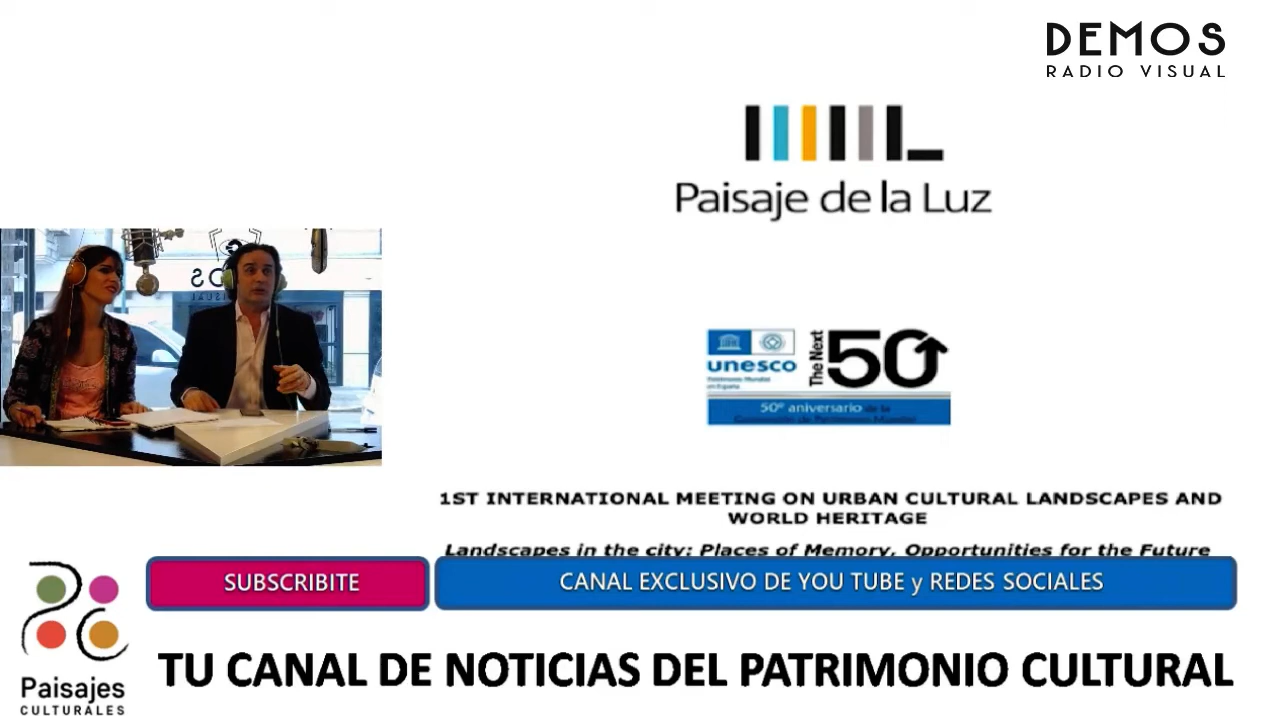 DEMOS
RADIO VISUAL
Paisaje de la Luz
unesco
The Next
50
50º aniversario de la
1ST INTERNATIONAL MEETING ON URBAN CULTURAL LANDSCAPES AND
WORLD HERITAGE
Landscapes in the city: Places of Memory, Opportunities for the Future
SUBSCRIBITE
CANAL EXCLUSIVO DE YOU TUBE y REDES SOCIALES
TU CANAL DE NOTICIAS DEL PATRIMONIO CULTURAL
Paisajes
CULTURALES